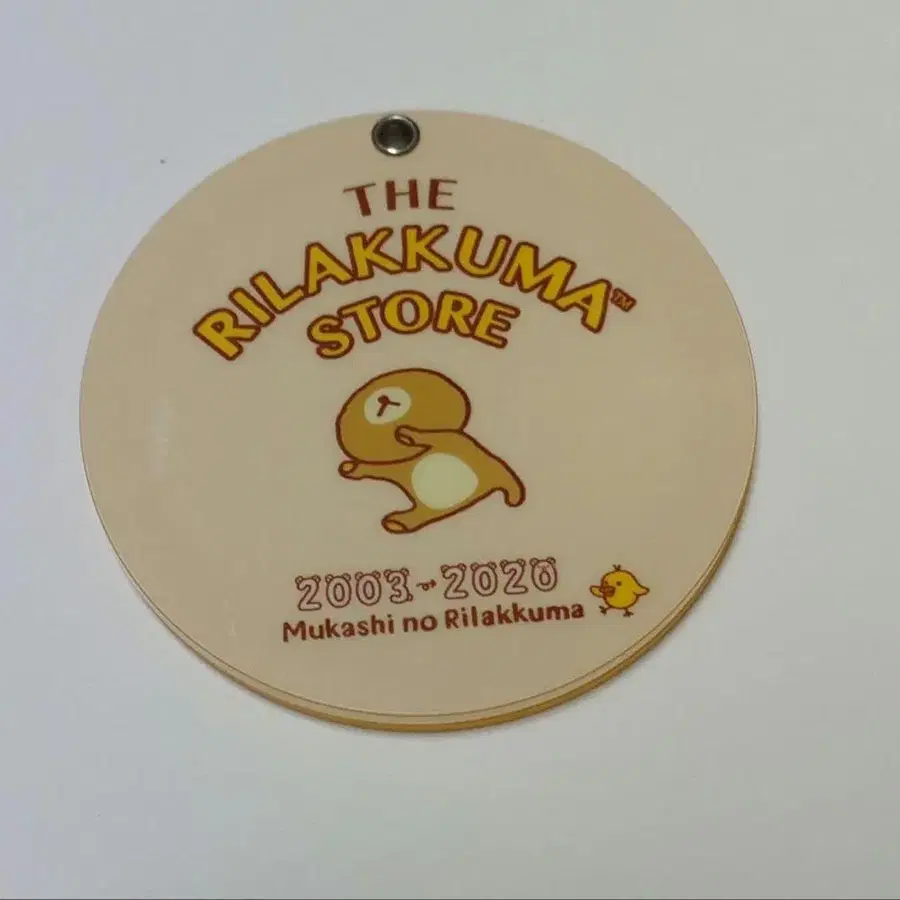 THE
RILAKKUMA™
STORE
2003→2020
Mukashi no Rilakkuma